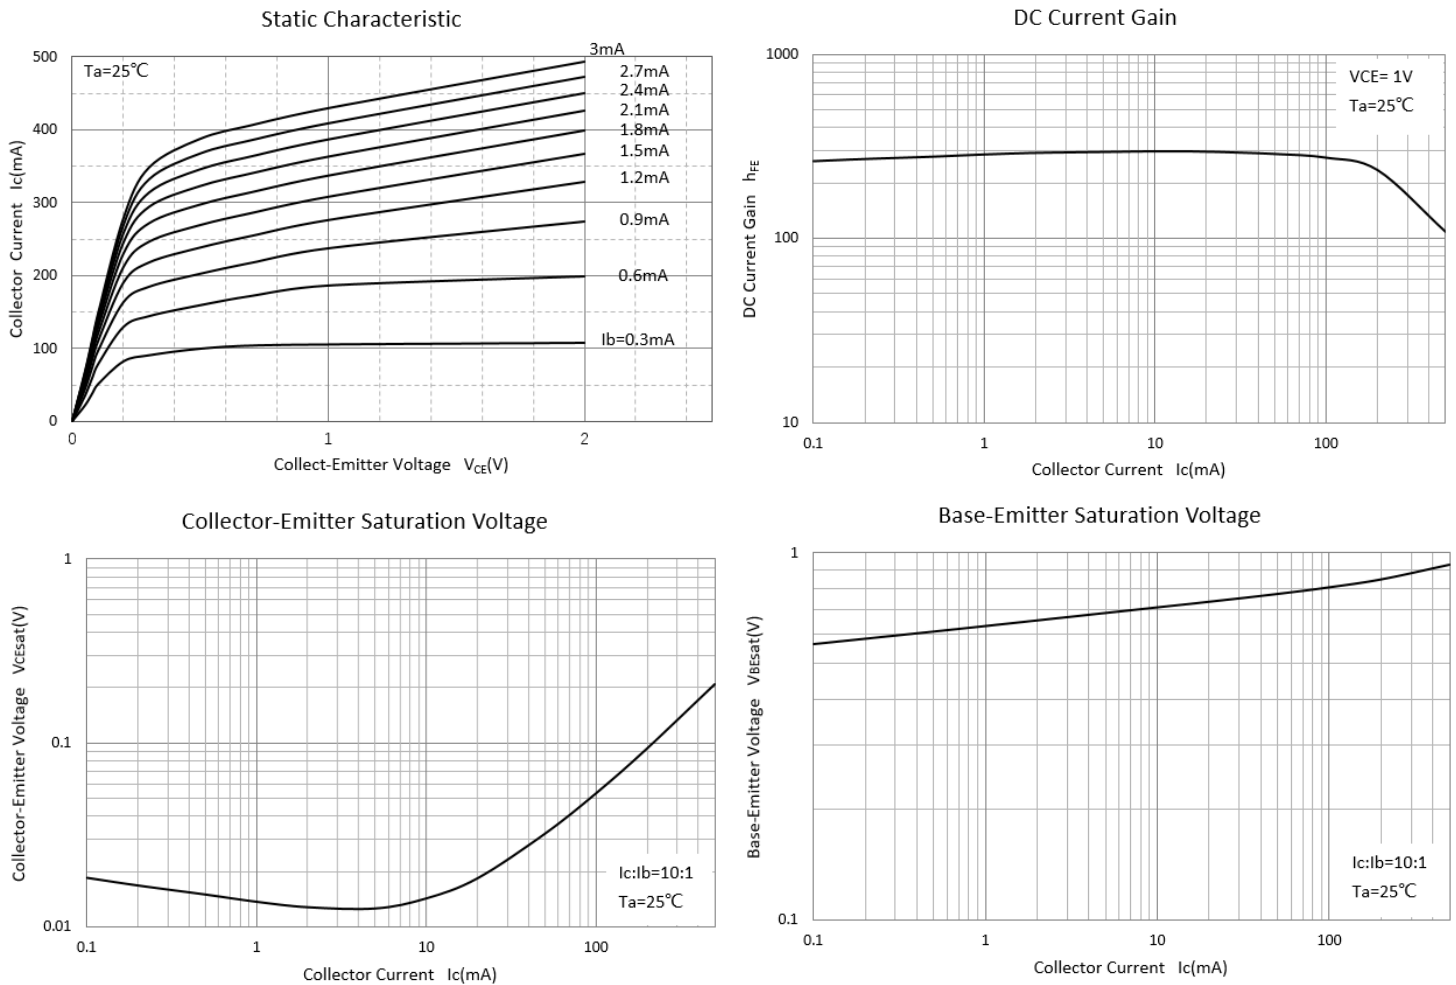 Static Characteristic
500
400
300
200
100
0
Collector Current Ic(mA)
Ta=25℃
3mA
2.7mA
2.4mA
2.1mA
1.8mA
1.5mA
1.2mA
0.9mA
0.6mA
Ib=0.3mA
0
1
2
Collect-Emitter Voltage VCE(V)
DC Current Gain
1000
100
10
DC Current Gain hFE
VCE= 1V
Ta=25℃
0.1
1
10
100
Collector Current Ic(mA)
Collector-Emitter Saturation Voltage
1
0.1
0.01
Collector-Emitter Voltage VCEsat(V)
Ic:Ib=10:1
Ta=25℃
0.1
1
10
100
Collector Current Ic(mA)
Base-Emitter Saturation Voltage
1
0.1
Base-Emitter Voltage VBEsat(V)
Ic:Ib=10:1
Ta=25℃
0.1
1
10
100
Collector Current Ic(mA)